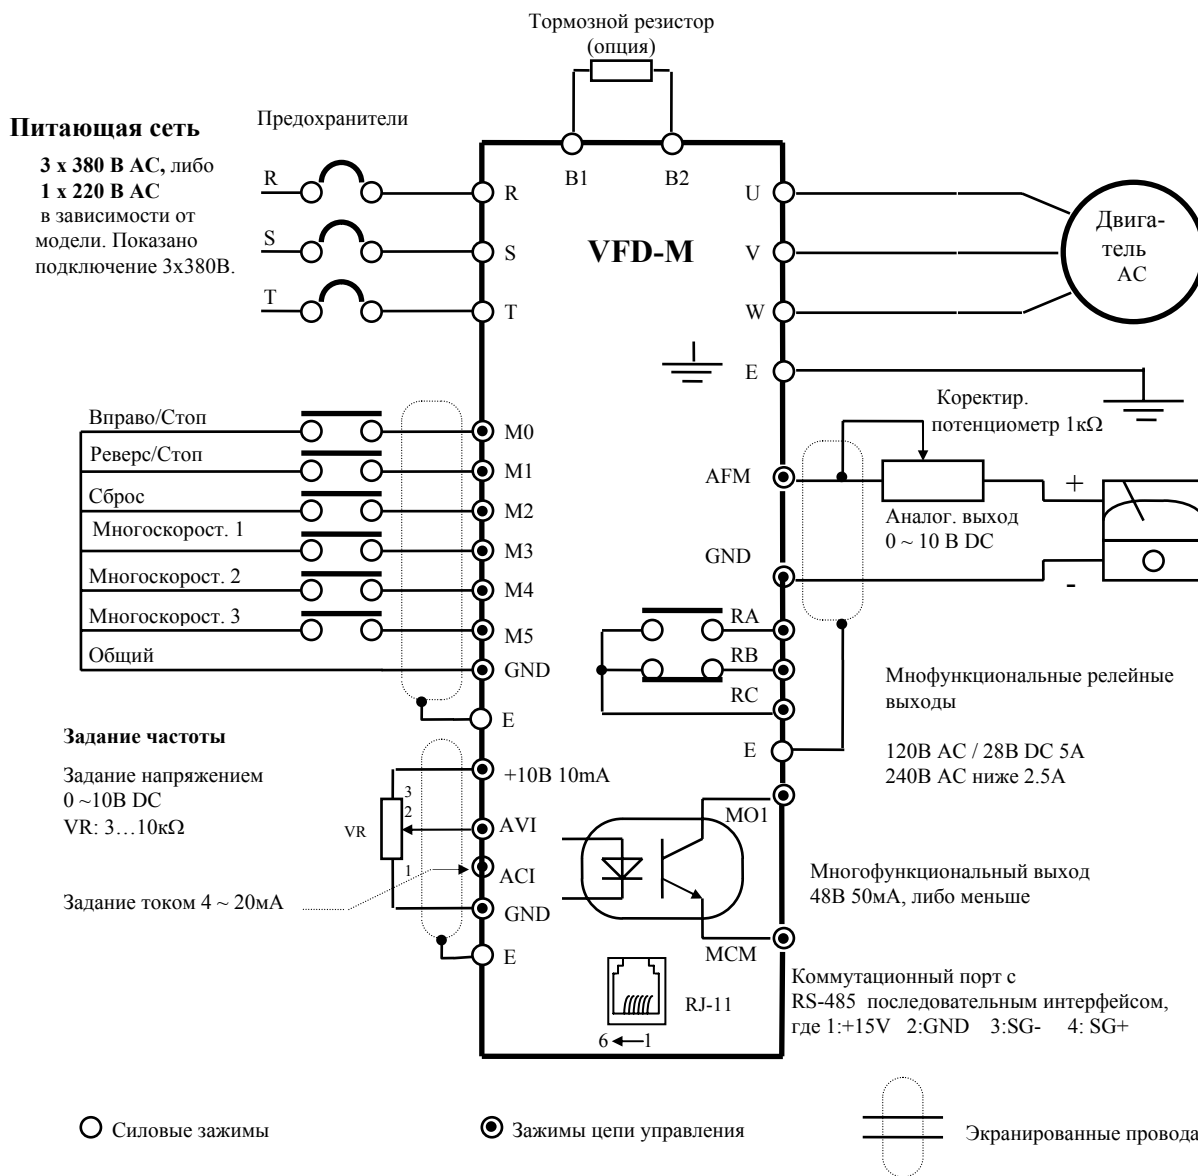 Тормозной резистор
(опция)
Питающая сеть
Предохранители
3 x 380 В AC, либо
1 x 220 В AC
в зависимости от
модели. Показано
подключение 3x380В.
R
S
T
B1
B2
R
S
T
VFD-M
U
V
W
E
Двига-
тель
AC
Вправо/Стоп
Реверс/Стоп
Сброс
Многоскорост. 1
Многоскорост. 2
Многоскорост. 3
Общий
M0
M1
M2
M3
M4
M5
GND
E
Коректир.
потенциометр 1кΩ
AFM
+
Аналог. выход
0 ~ 10 В DC
GND
-
RA
RB
RC
E
Мнофункциональные релейные
выходы
120В AC / 28В DC 5А
240В AC ниже 2.5А
Задание частоты
Задание напряжением
0 ~10В DC
VR: 3…10кΩ
VR
3
2
1
Задание током 4 ~ 20мА
+10В 10mA
AVI
ACI
GND
E
MO1
MCM
Многофункциональный выход
48В 50мА, либо меньше
RJ-11
6
1
Коммутационный порт с
RS-485 последовательным интерфейсом,
где 1:+15V 2:GND 3:SG- 4: SG+
Силовые зажимы
Зажимы цепи управления
Экранированные провода